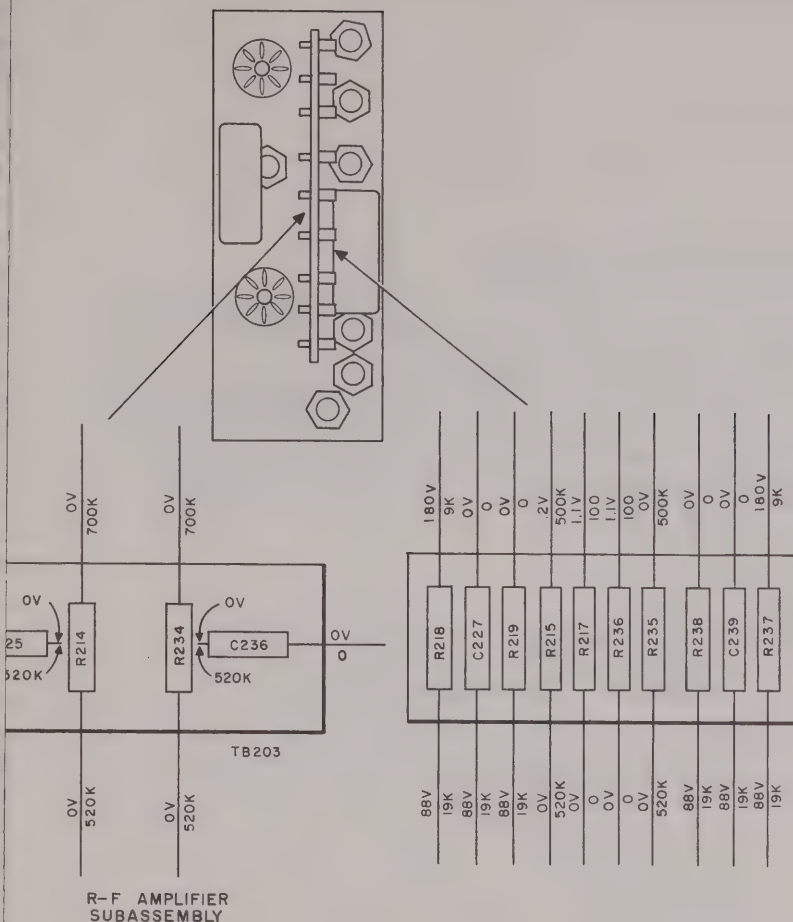 0V
700K
0V
700K
0V
25
520K
R214
R234
0V
C236
520K
0V
0
TB203
0V
520K
0V
520K
R-F AMPLIFIER
SUBASSEMBLY
180V
9K
0V
0
0V
0
.2V
500K
1.1V
100
1.1V
100
0V
500K
0V
0
0V
0
180V
9K
R218
C227
R219
R215
R217
R236
R235
R238
C239
R237
88V
19K
88V
19K
88V
19K
0V
520K
0V
0
0V
0
0V
520K
88V
19K
88V
19K
88V
19K